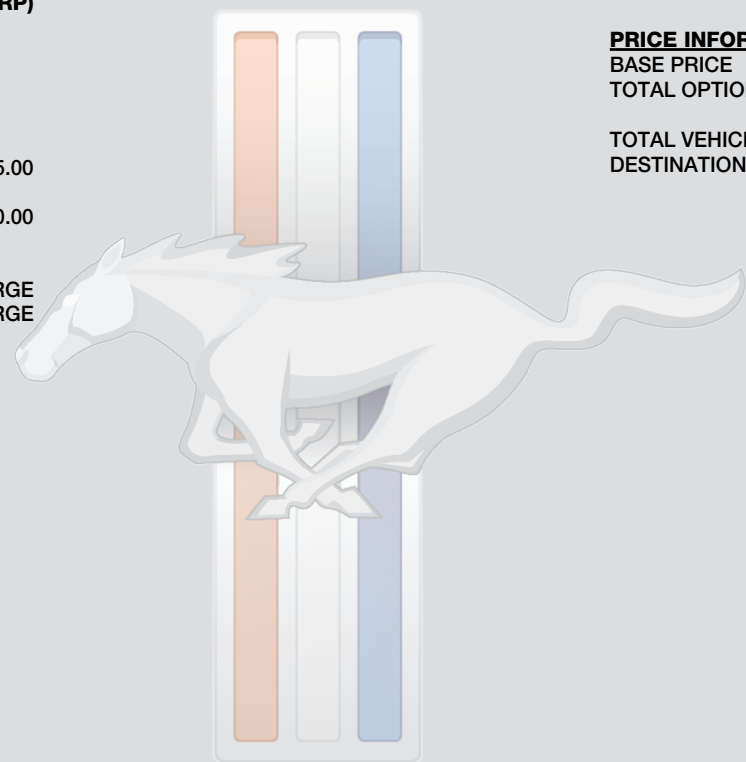 RP)
5.00
0.00
RGE
RGE
PRICE INFOR
BASE PRICE
TOTAL OPTIO
TOTAL VEHICL
DESTINATION